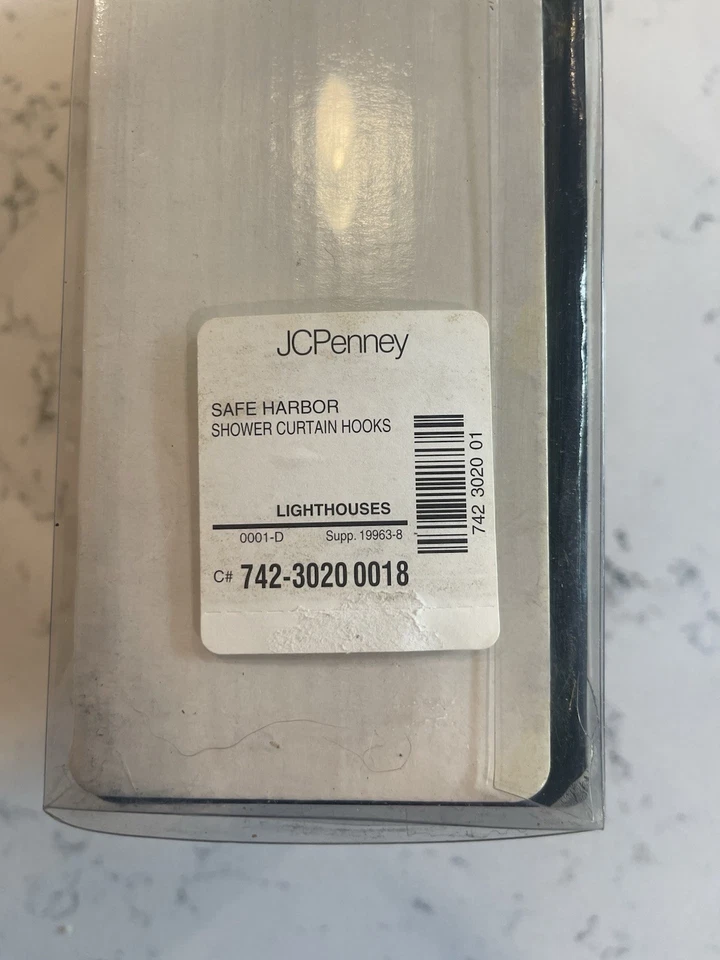 JCPenney
SAFE HARBOR
SHOWER CURTAIN HOOKS
LIGHTHOUSES
0001-D Supp. 19963-8
C# 742-3020 0018
742 3020 01